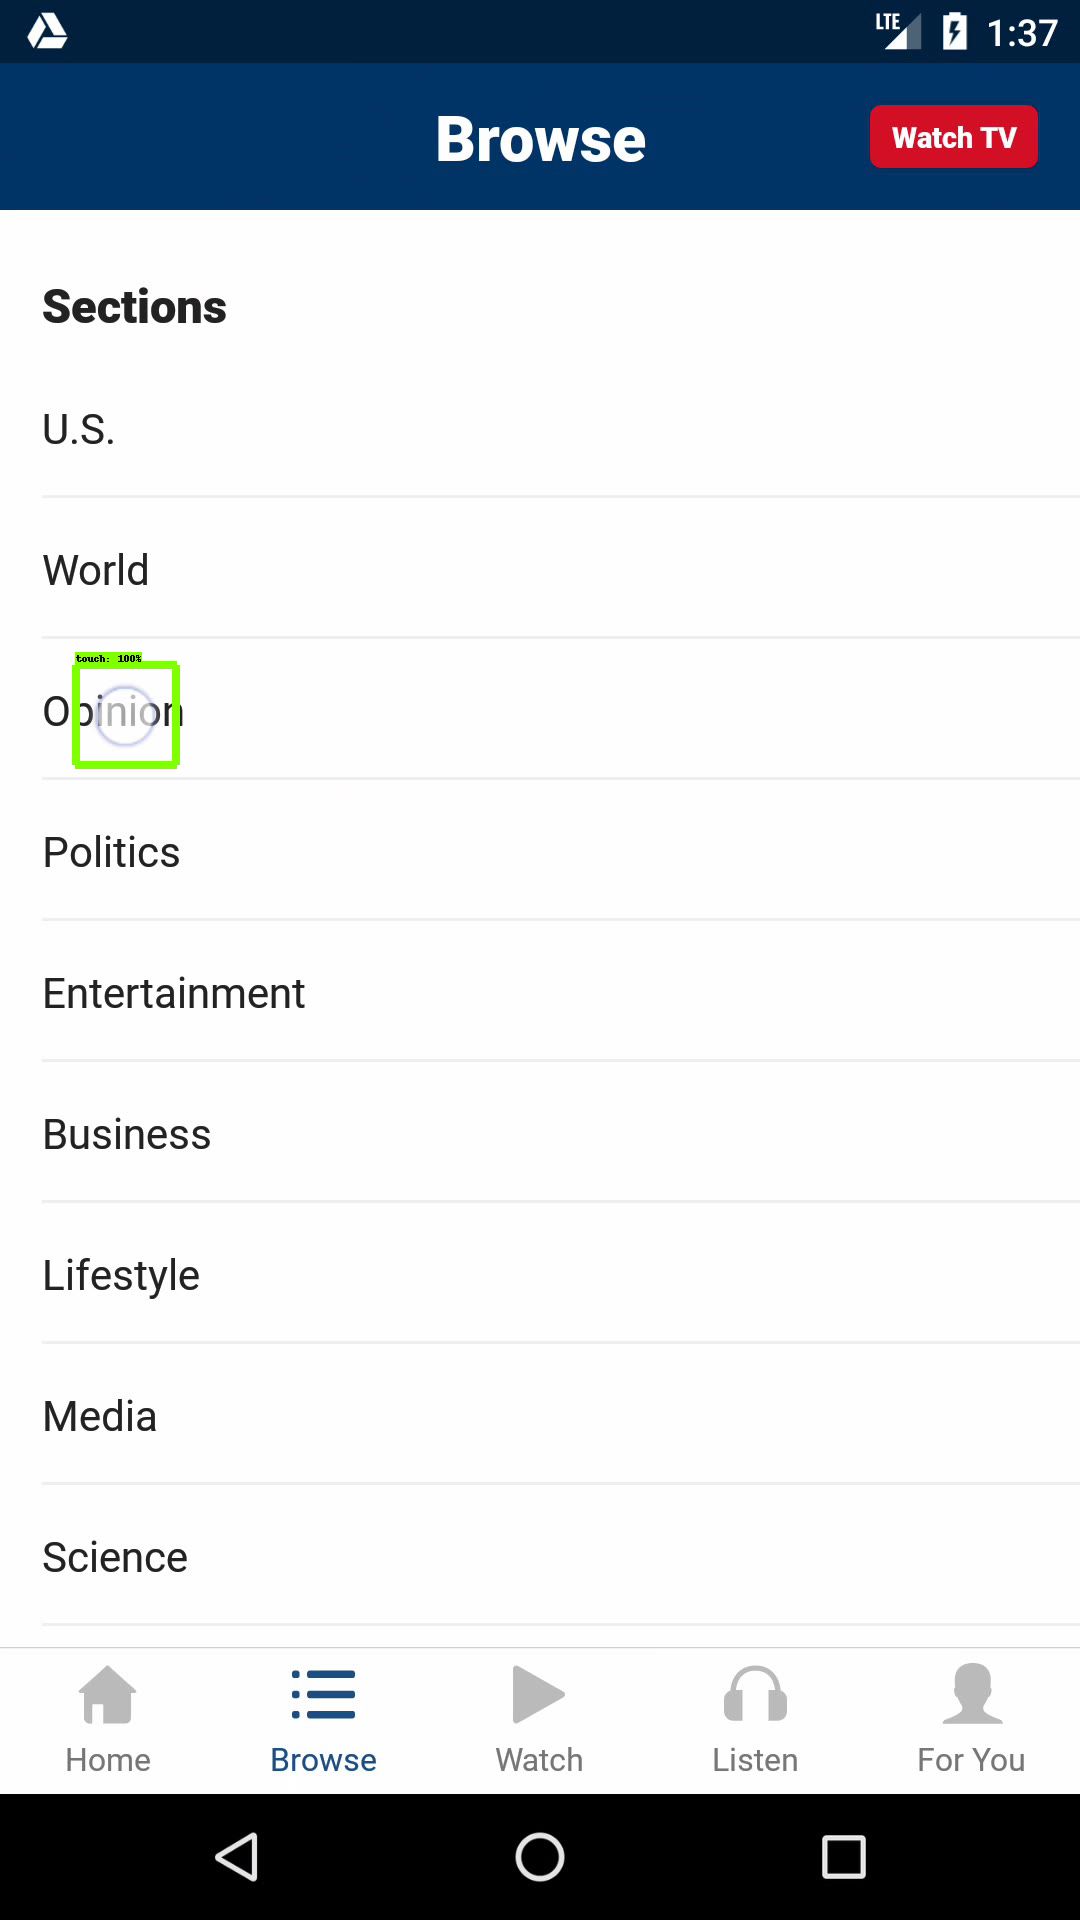 LTE 1:37
Browse
Watch TV
Sections
U.S.
World
touch: 100%
Opinion
Politics
Entertainment
Business
Lifestyle
Media
Science
Home Browse Watch Listen For You